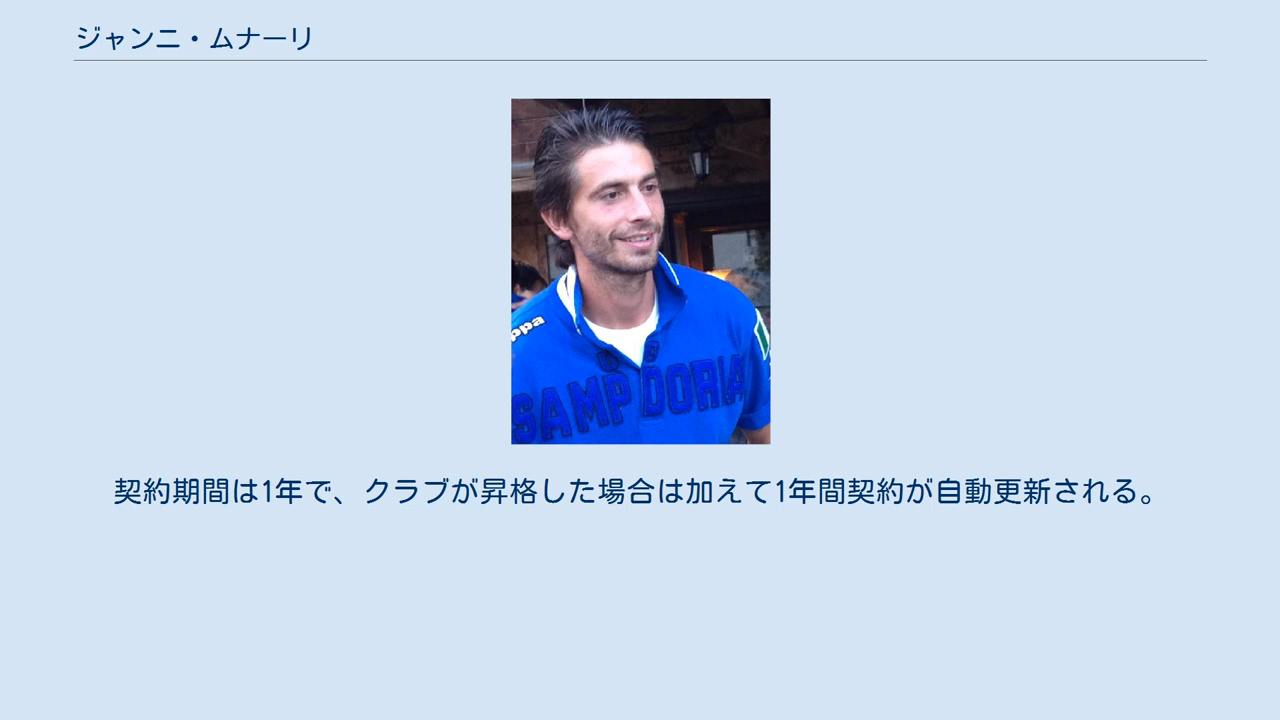 ジャンニ・ムナーリ
ppa
SAMPDORIA
契約期間は1年で、クラブが昇格した場合は加えて1年間契約が自動更新される。